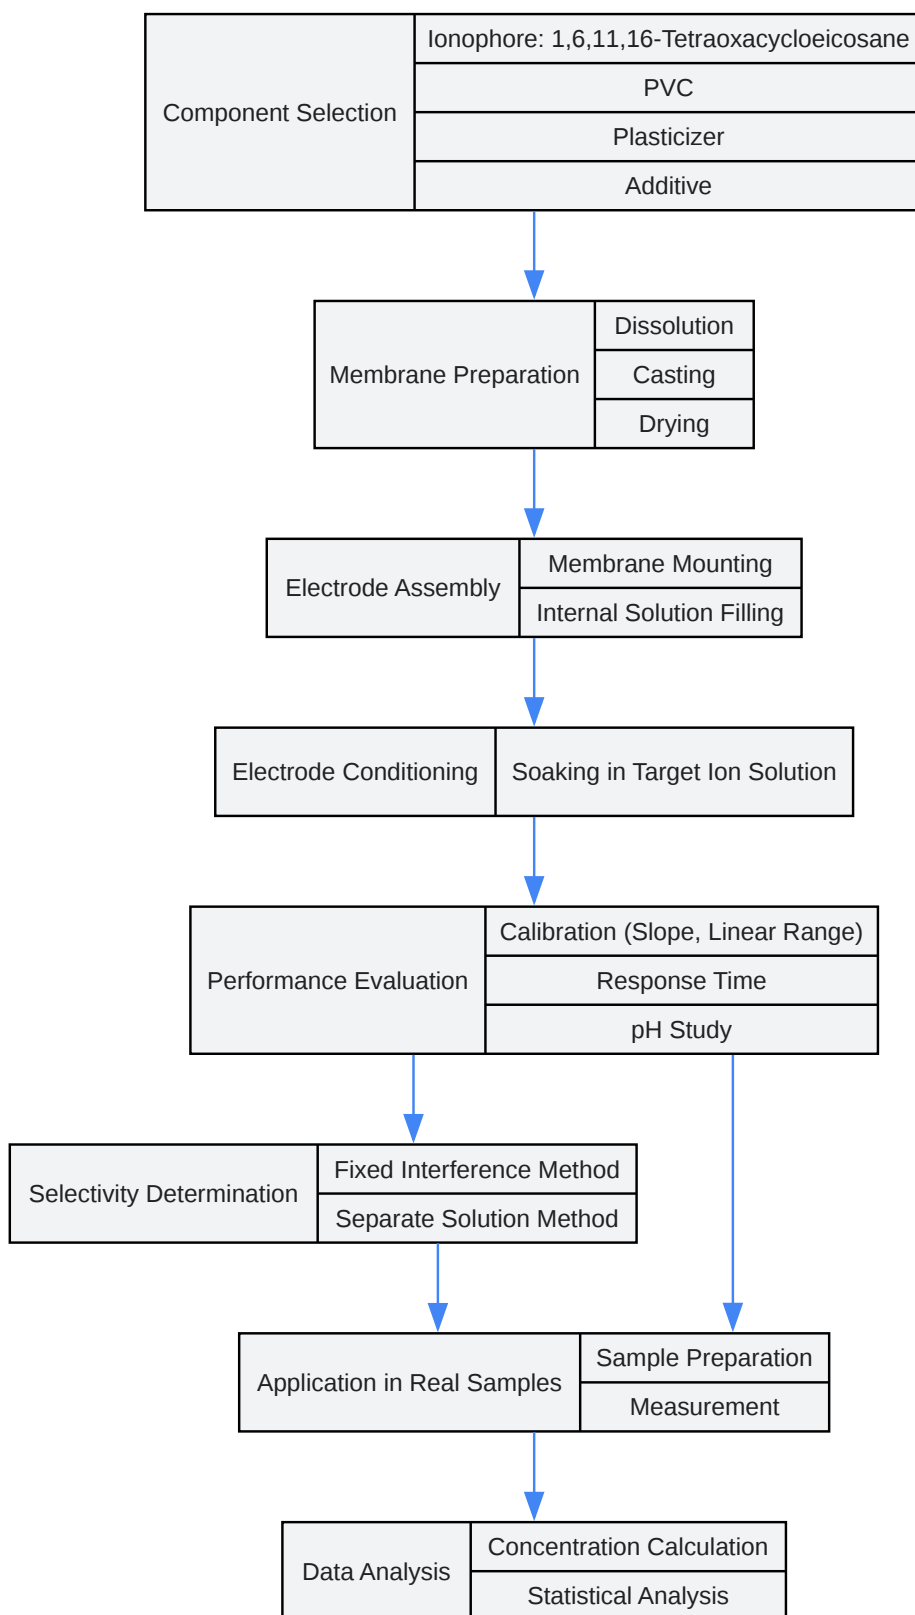 Component Selection
Ionophore: 1,6,11,16-Tetraoxacycloeicosane
PVC
Plasticizer
Additive
Membrane Preparation
Dissolution
Casting
Drying
Electrode Assembly
Membrane Mounting
Internal Solution Filling
Electrode Conditioning
Soaking in Target Ion Solution
Performance Evaluation
Calibration (Slope, Linear Range)
Response Time
pH Study
Selectivity Determination
Fixed Interference Method
Separate Solution Method
Application in Real Samples
Sample Preparation
Measurement
Data Analysis
Concentration Calculation
Statistical Analysis